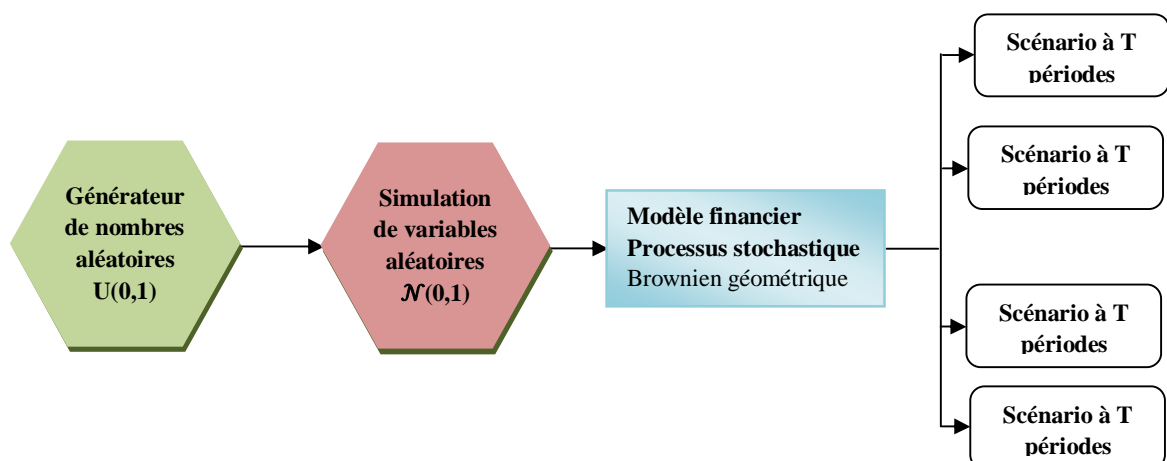 Générateur
de nombres
aléatoires
U(0,1)
Simulation
de variables
aléatoires
𝒩(0,1)
Modèle financier
Processus stochastique
Brownien géométrique
Scénario à T
périodes
Scénario à T
périodes
Scénario à T
périodes
Scénario à T
périodes